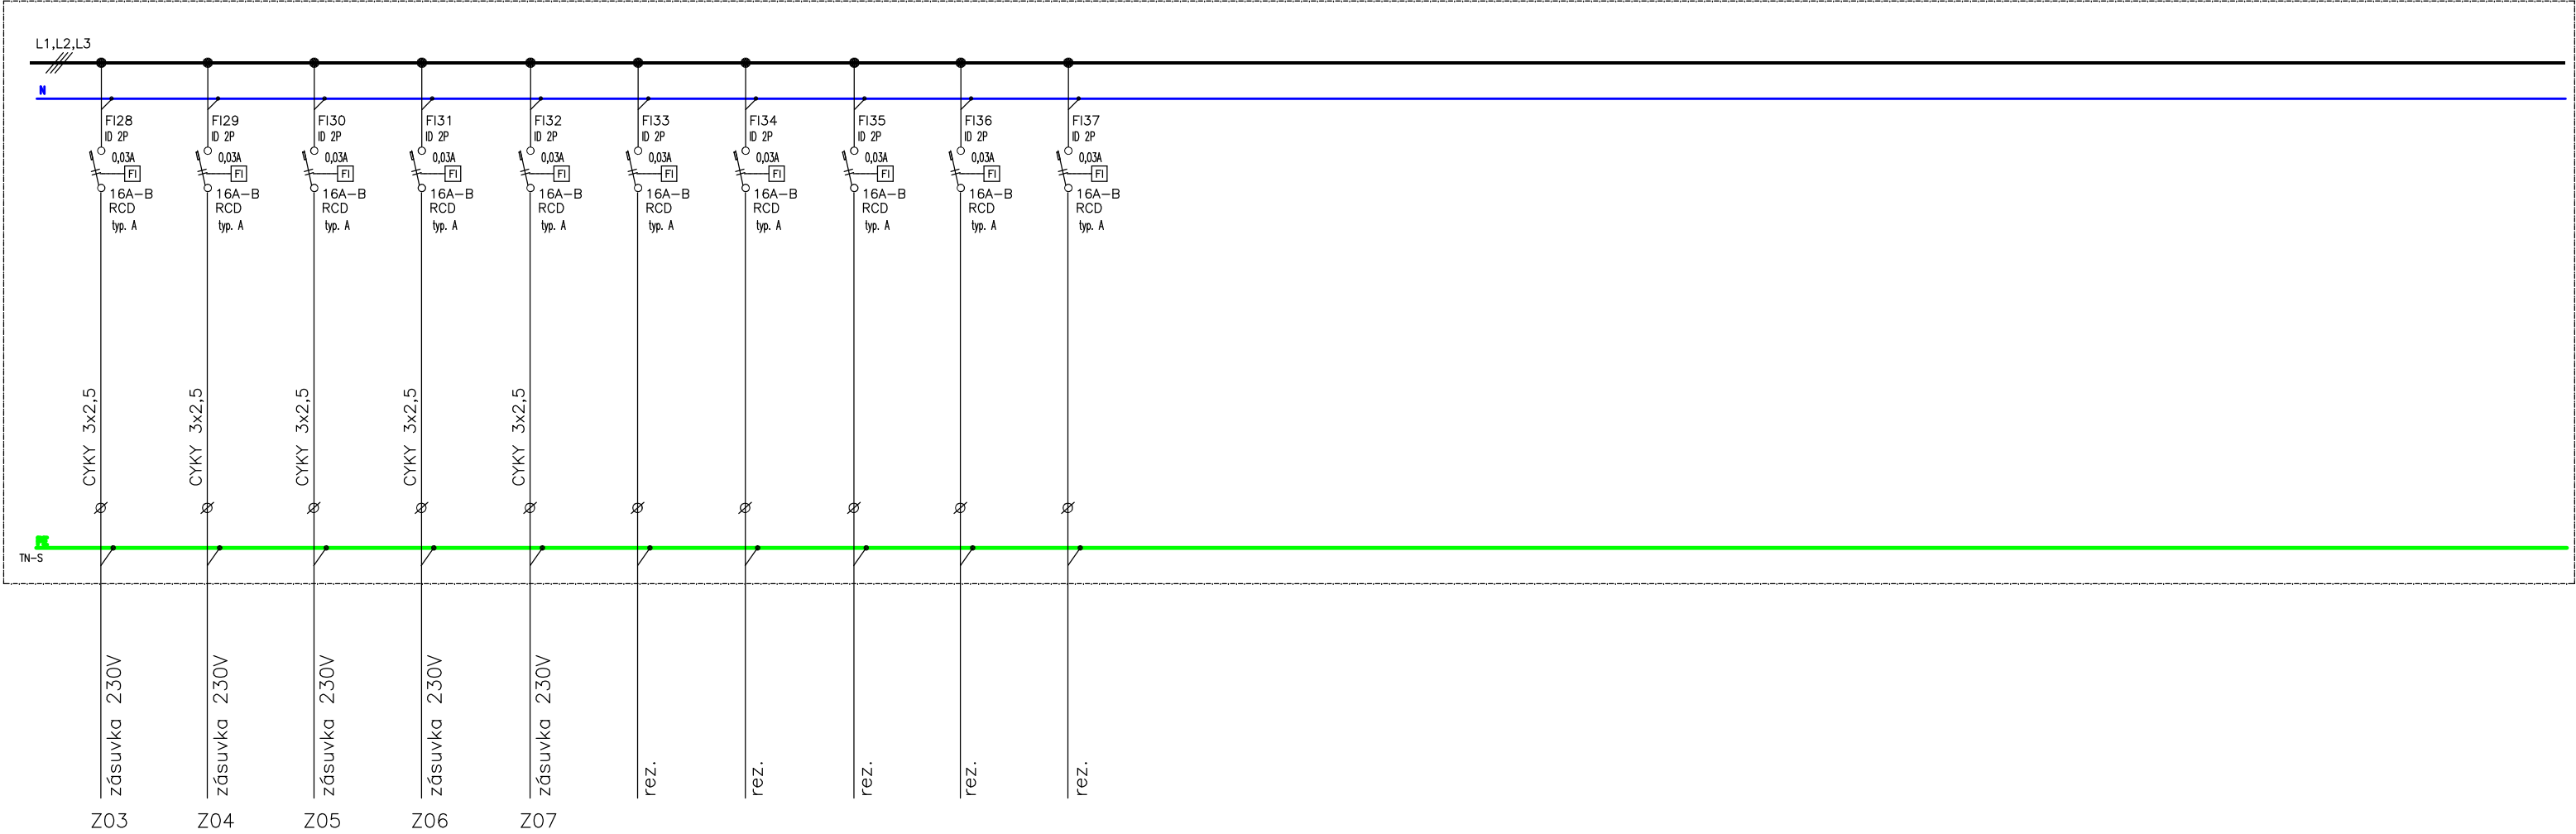 L1,L2,L3
N
FI28 FI29 FI30 FI31 FI32 FI33 FI34 FI35 FI36 FI37
ID 2P ID 2P ID 2P ID 2P ID 2P ID 2P ID 2P ID 2P ID 2P ID 2P
0,03A 0,03A 0,03A 0,03A 0,03A 0,03A 0,03A 0,03A 0,03A 0,03A
FI FI FI FI FI FI FI FI FI FI
16A-B 16A-B 16A-B 16A-B 16A-B 16A-B 16A-B 16A-B 16A-B 16A-B
RCD RCD RCD RCD RCD RCD RCD RCD RCD RCD
typ. A typ. A typ. A typ. A typ. A typ. A typ. A typ. A typ. A typ. A
CYKY 3x2,5
CYKY 3x2,5
CYKY 3x2,5
CYKY 3x2,5
CYKY 3x2,5
TN-S
zásuvka 230V
zásuvka 230V
zásuvka 230V
zásuvka 230V
zásuvka 230V
rez.
rez.
rez.
rez.
rez.
Z03 Z04 Z05 Z06 Z07